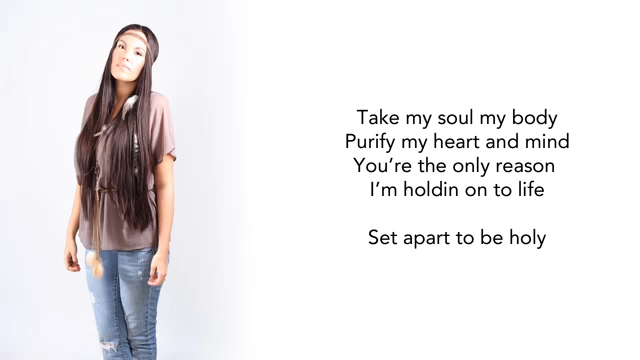 Take my soul my body
Purify my heart and mind
You're the only reason
I'm holdin on to life
Set apart to be holy